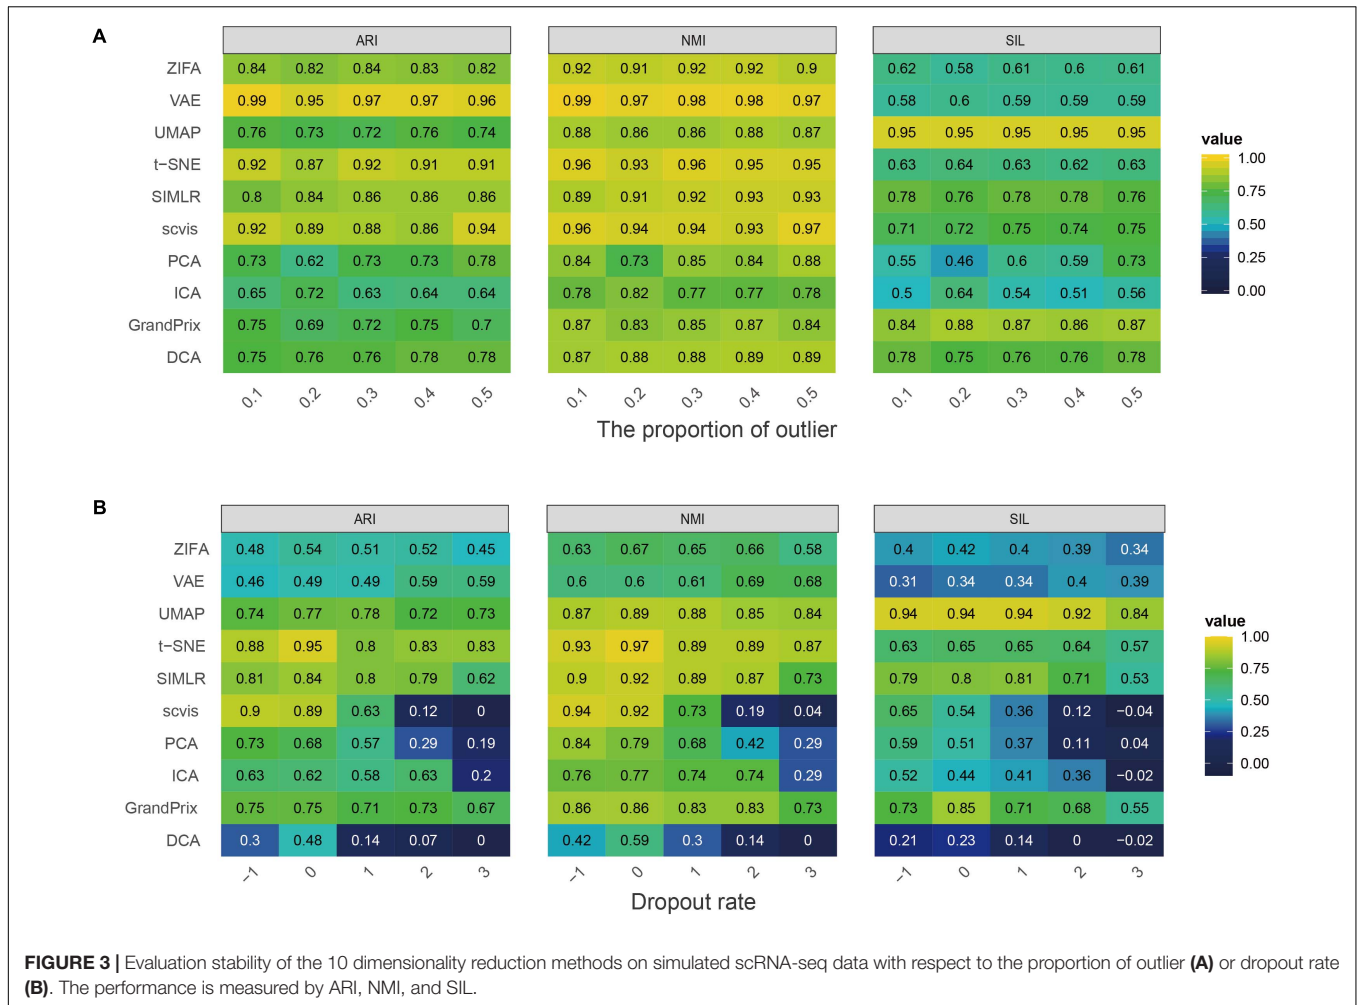 A
ARI NMI SIL
ZIFA 0.84 0.82 0.84 0.83 0.82 0.92 0.91 0.92 0.92 0.9 0.62 0.58 0.61 0.6 0.61
VAE 0.99 0.95 0.97 0.97 0.96 0.99 0.97 0.98 0.98 0.97 0.58 0.6 0.59 0.59 0.59
UMAP 0.76 0.73 0.72 0.76 0.74 0.88 0.86 0.86 0.88 0.87 0.95 0.95 0.95 0.95 0.95
t−SNE 0.92 0.87 0.92 0.91 0.91 0.96 0.93 0.96 0.95 0.95 0.63 0.64 0.63 0.62 0.63
SIMLR 0.8 0.84 0.86 0.86 0.86 0.89 0.91 0.92 0.93 0.93 0.78 0.76 0.78 0.78 0.76
scvis 0.92 0.89 0.88 0.86 0.94 0.96 0.94 0.94 0.93 0.97 0.71 0.72 0.75 0.74 0.75
PCA 0.73 0.62 0.73 0.73 0.78 0.84 0.73 0.85 0.84 0.88 0.55 0.46 0.6 0.59 0.73
ICA 0.65 0.72 0.63 0.64 0.64 0.78 0.82 0.77 0.77 0.78 0.5 0.64 0.54 0.51 0.56
GrandPrix 0.75 0.69 0.72 0.75 0.7 0.87 0.83 0.85 0.87 0.84 0.84 0.88 0.87 0.86 0.87
DCA 0.75 0.76 0.76 0.78 0.78 0.87 0.88 0.88 0.89 0.89 0.78 0.75 0.76 0.76 0.78
0.1 0.2 0.3 0.4 0.5 0.1 0.2 0.3 0.4 0.5 0.1 0.2 0.3 0.4 0.5
The proportion of outlier
value
1.00
0.75
0.50
0.25
0.00
B
ARI NMI SIL
ZIFA 0.48 0.54 0.51 0.52 0.45 0.63 0.67 0.65 0.66 0.58 0.4 0.42 0.4 0.39 0.34
VAE 0.46 0.49 0.49 0.59 0.59 0.6 0.6 0.61 0.69 0.68 0.31 0.34 0.34 0.4 0.39
UMAP 0.74 0.77 0.78 0.72 0.73 0.87 0.89 0.88 0.85 0.84 0.94 0.94 0.94 0.92 0.84
t−SNE 0.88 0.95 0.8 0.83 0.83 0.93 0.97 0.89 0.89 0.87 0.63 0.65 0.65 0.64 0.57
SIMLR 0.81 0.84 0.8 0.79 0.62 0.9 0.92 0.89 0.87 0.73 0.79 0.8 0.81 0.71 0.53
scvis 0.9 0.89 0.63 0.12 0 0.94 0.92 0.73 0.19 0.04 0.65 0.54 0.36 0.12 −0.04
PCA 0.73 0.68 0.57 0.29 0.19 0.84 0.79 0.68 0.42 0.29 0.59 0.51 0.37 0.11 0.04
ICA 0.63 0.62 0.58 0.63 0.2 0.76 0.77 0.74 0.74 0.29 0.52 0.44 0.41 0.36 −0.02
GrandPrix 0.75 0.75 0.71 0.73 0.67 0.86 0.86 0.83 0.83 0.73 0.73 0.85 0.71 0.68 0.55
DCA 0.3 0.48 0.14 0.07 0 0.42 0.59 0.3 0.14 0 0.21 0.23 0.14 0 −0.02
−1 0 1 2 3 −1 0 1 2 3 −1 0 1 2 3
Dropout rate
value
1.00
0.75
0.50
0.25
0.00
FIGURE 3 | Evaluation stability of the 10 dimensionality reduction methods on simulated scRNA-seq data with respect to the proportion of outlier (A) or dropout rate
(B). The performance is measured by ARI, NMI, and SIL.